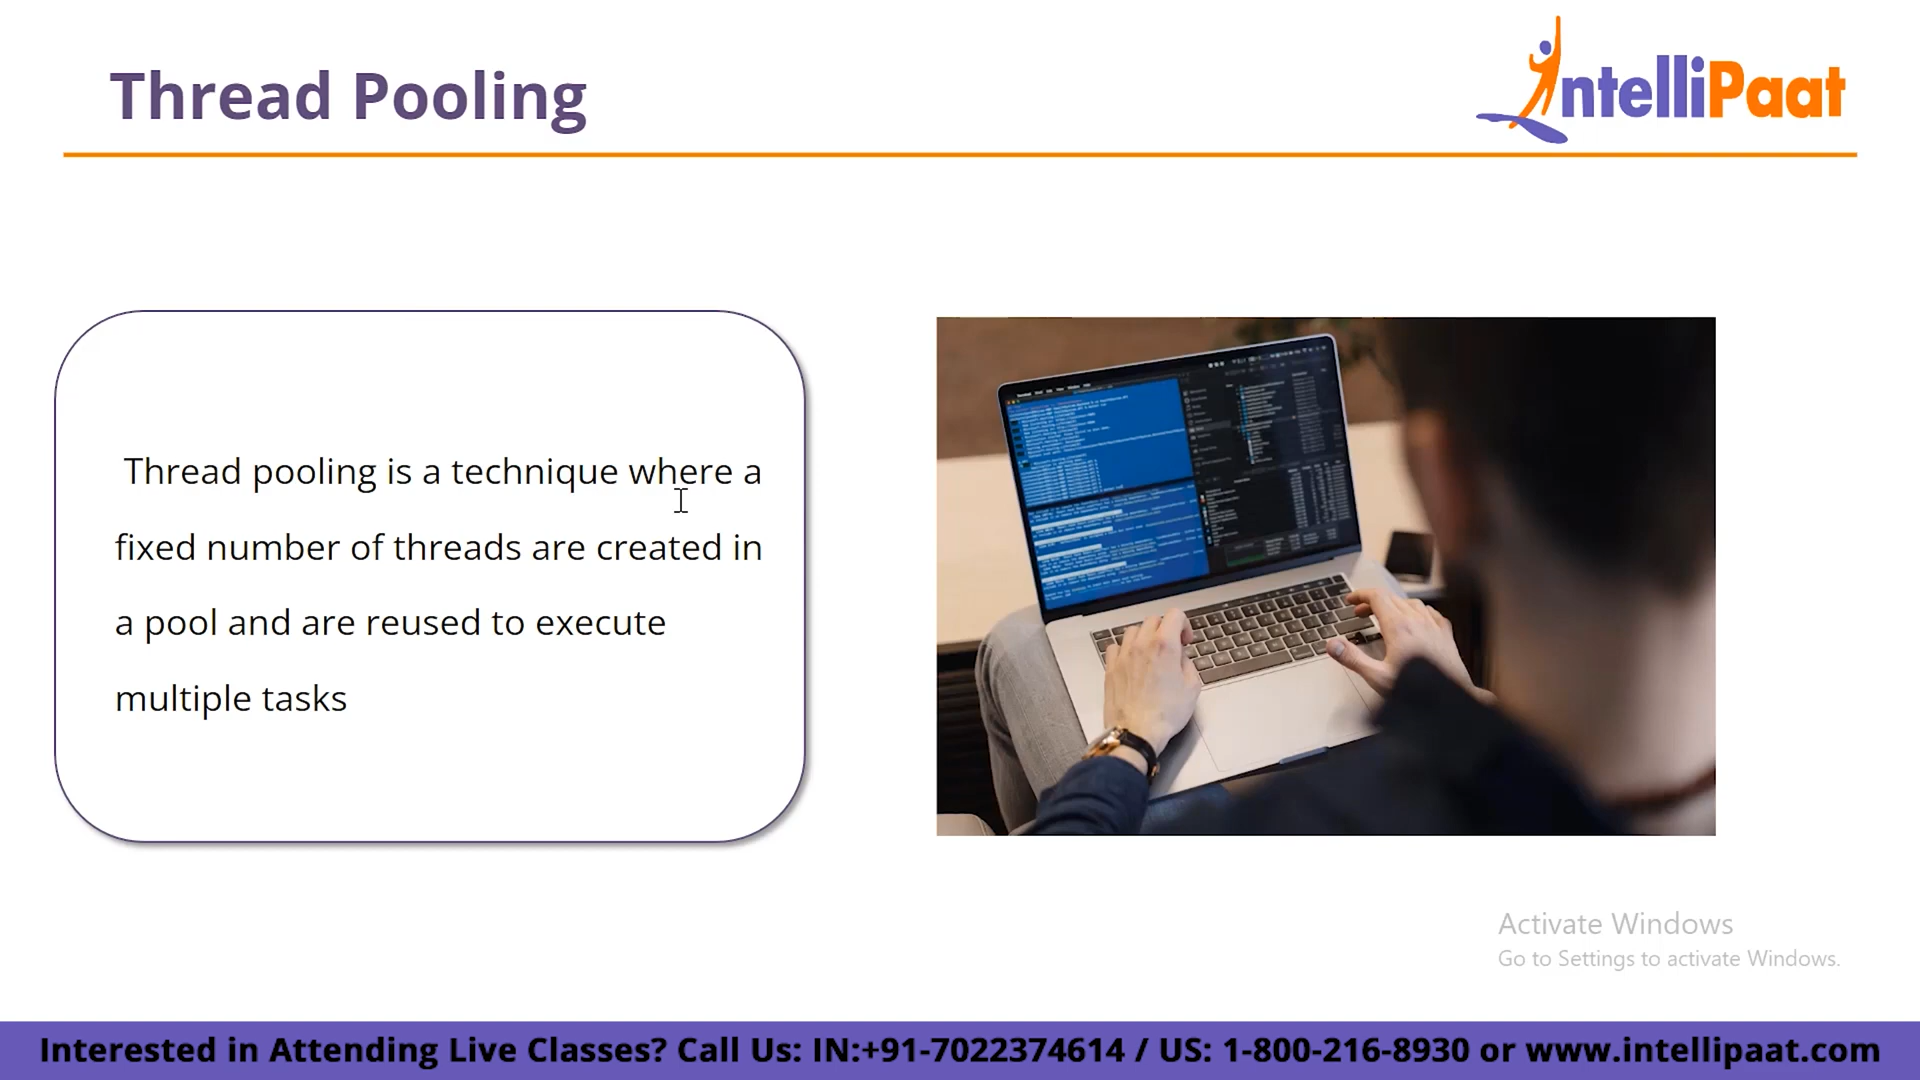 Thread Pooling
IntelliPaat
Thread pooling is a technique where a
fixed number of threads are created in
a pool and are reused to execute
multiple tasks
Activate Windows
Go to Settings to activate Windows.
Interested in Attending Live Classes? Call Us: IN:+91-7022374614 / US: 1-800-216-8930 or www.intellipaat.com